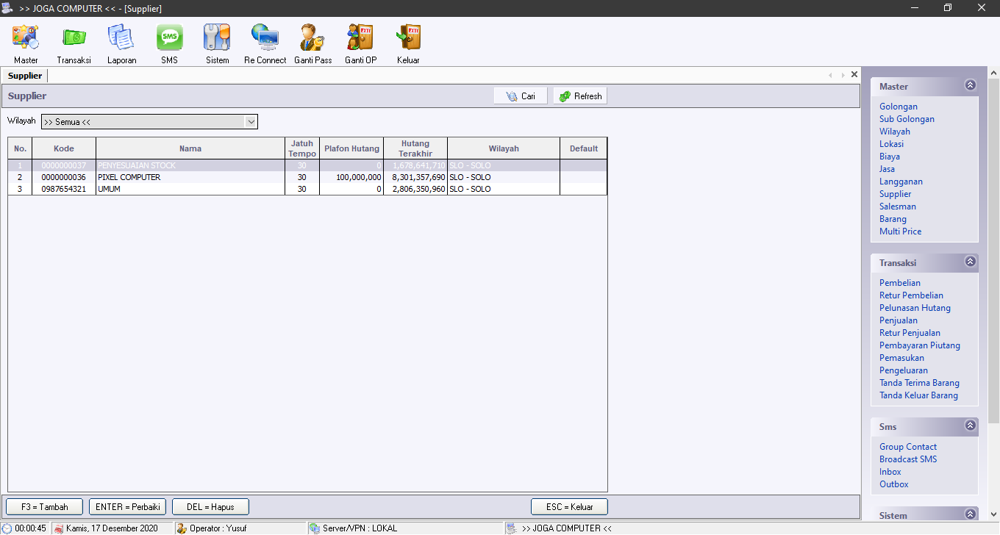 >> JOGA COMPUTER << - [Supplier]
Master Transaksi Laporan SMS Sistem Re Connect Ganti Pass Ganti OP Keluar
Supplier
Supplier Cari Refresh
Wilayah >> Semua <<
No. Kode Nama Jatuh Tempo Plafon Hutang Hutang Terakhir Wilayah Default
1 0000000037 PENYESUAIAN STOCK 30 0 1,678,641,710 SLO - SOLO
2 0000000036 PIXEL COMPUTER 30 100,000,000 8,301,357,690 SLO - SOLO
3 0987654321 UMUM 30 0 2,806,350,960 SLO - SOLO
F3 = Tambah ENTER = Perbaiki DEL = Hapus ESC = Keluar
Master
Golongan
Sub Golongan
Wilayah
Lokasi
Biaya
Jasa
Langganan
Supplier
Salesman
Barang
Multi Price
Transaksi
Pembelian
Retur Pembelian
Pelunasan Hutang
Penjualan
Retur Penjualan
Pembayaran Piutang
Pemasukan
Pengeluaran
Tanda Terima Barang
Tanda Keluar Barang
Sms
Group Contact
Broadcast SMS
Inbox
Outbox
Sistem
00:00:45 Kamis, 17 Desember 2020 Operator : Yusuf Server/VPN : LOKAL >> JOGA COMPUTER <<